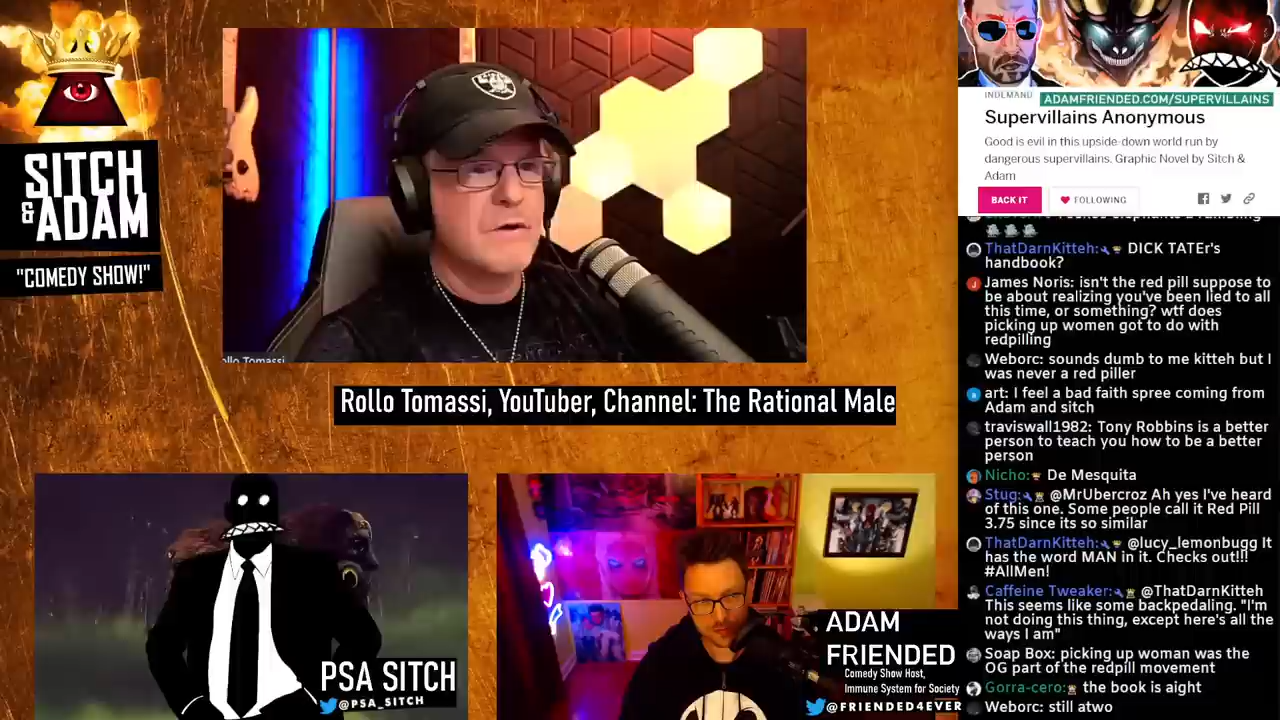 SITCH
& ADAM
"COMEDY SHOW!"
ollo Tomassi
Rollo Tomassi, YouTuber, Channel: The Rational Male
PSA SITCH
@PSA_SITCH
ADAM
FRIENDED
Comedy Show Host,
Immune System for Society
@FRIENDED4EVER
INDEMAND
ADAMFRIENDED.COM/SUPERVILLAINS
Supervillains Anonymous
Good is evil in this upside-down world run by
dangerous supervillains. Graphic Novel by Sitch &
Adam
BACK IT
FOLLOWING
ThatDarnKitteh: DICK TATEr's
handbook?
James Noris: isn't the red pill suppose to
be about realizing you've been lied to all
this time, or something? wtf does
picking up women got to do with
redpilling
Weborc: sounds dumb to me kitteh but I
was never a red piller
art: I feel a bad faith spree coming from
Adam and sitch
traviswall1982: Tony Robbins is a better
person to teach you how to be a better
person
Nicho: De Mesquita
Stug: @MrUbercroz Ah yes I've heard
of this one. Some people call it Red Pill
3.75 since its so similar
ThatDarnKitteh: @lucy_lemonbugg It
has the word MAN in it. Checks out!!!
#AllMen!
Caffeine Tweaker: @ThatDarnKitteh
This seems like some backpedaling. "I'm
not doing this thing, except here's all the
ways I am"
Soap Box: picking up woman was the
OG part of the redpill movement
Gorra-cero: the book is aight
Weborc: still atwo